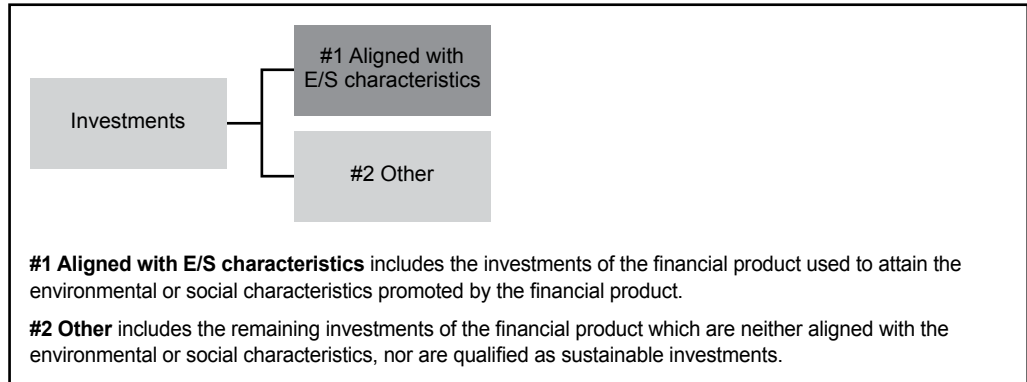 #1 Aligned with
E/S characteristics
Investments
#2 Other
#1 Aligned with E/S characteristics includes the investments of the financial product used to attain the
environmental or social characteristics promoted by the financial product.
#2 Other includes the remaining investments of the financial product which are neither aligned with the
environmental or social characteristics, nor are qualified as sustainable investments.